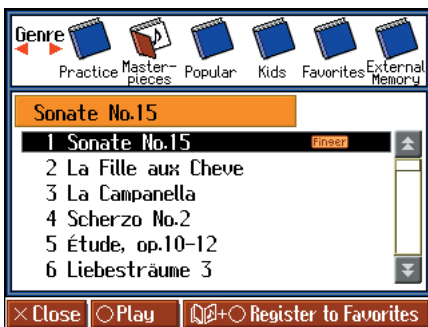 Genre
Practice Master-pieces Popular Kids Favorites External Memory
Sonate No.15
1 Sonate No.15 Finger
2 La Fille aux Cheve
3 La Campanella
4 Scherzo No.2
5 Étude, op.10-12
6 Liebesträume 3
× Close ○ Play +○ Register to Favorites